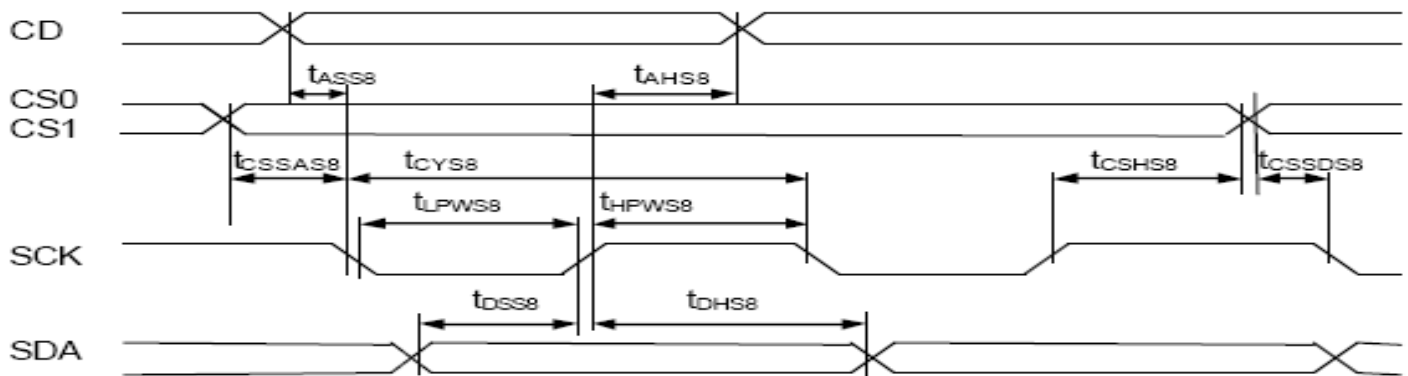 CD
tASS8 tAHS8
CS0
CS1
tCSSAS8 tCYS8 tCSHS8 tCSSDS8
tLPWS8 tHPWS8
SCK
tDSS8 tDHS8
SDA